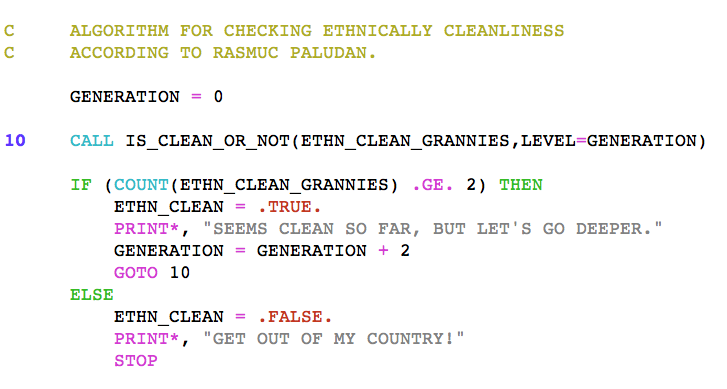 C ALGORITHM FOR CHECKING ETHNICALLY CLEANLINESS
C ACCORDING TO RASMUC PALUDAN.
GENERATION = 0
10 CALL IS_CLEAN_OR_NOT(ETHN_CLEAN_GRANNIES,LEVEL=GENERATION)
IF (COUNT(ETHN_CLEAN_GRANNIES) .GE. 2) THEN
ETHN_CLEAN = .TRUE.
PRINT*, "SEEMS CLEAN SO FAR, BUT LET'S GO DEEPER."
GENERATION = GENERATION + 2
GOTO 10
ELSE
ETHN_CLEAN = .FALSE.
PRINT*, "GET OUT OF MY COUNTRY!"
STOP